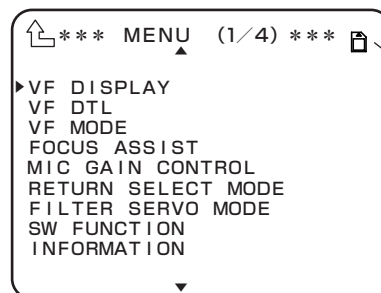 *** MENU (1/4) ***
VF DISPLAY
VF DTL
VF MODE
FOCUS ASSIST
MIC GAIN CONTROL
RETURN SELECT MODE
FILTER SERVO MODE
SW FUNCTION
INFORMATION